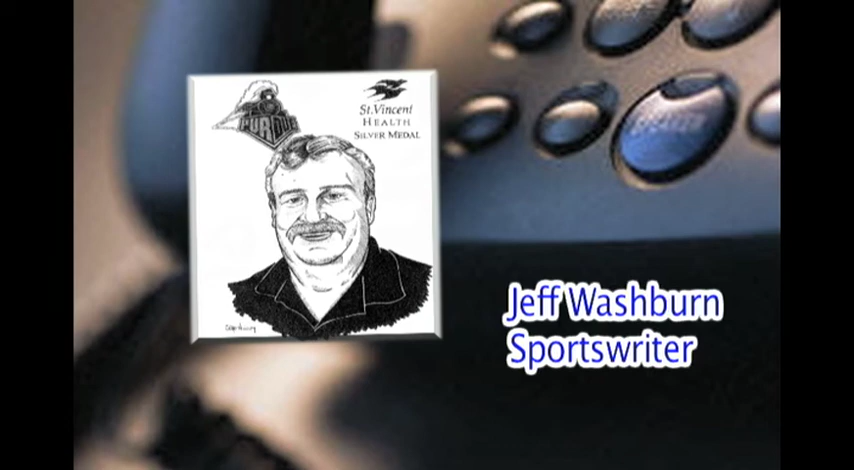 PURDUE
St.Vincent
HEALTH
SILVER MEDAL
Jeff Washburn
Sportswriter